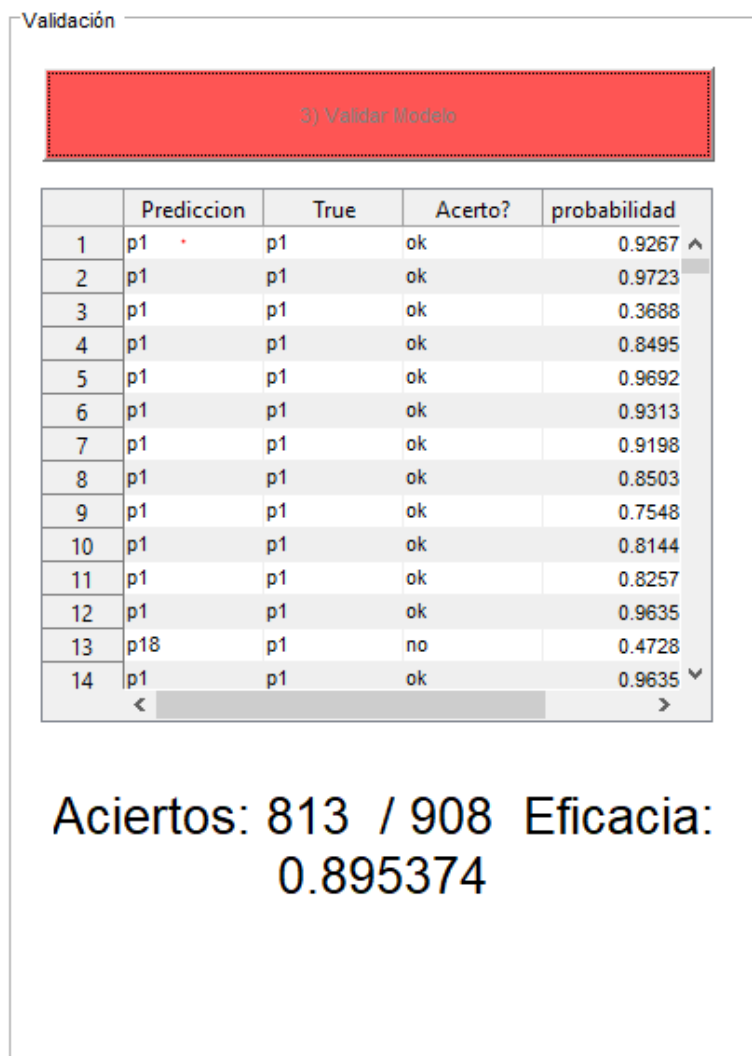 Validación
3) Validar Modelo
Prediccion True Acerto? probabilidad
1 p1 p1 ok 0.9267
2 p1 p1 ok 0.9723
3 p1 p1 ok 0.3688
4 p1 p1 ok 0.8495
5 p1 p1 ok 0.9692
6 p1 p1 ok 0.9313
7 p1 p1 ok 0.9198
8 p1 p1 ok 0.8503
9 p1 p1 ok 0.7548
10 p1 p1 ok 0.8144
11 p1 p1 ok 0.8257
12 p1 p1 ok 0.9635
13 p18 p1 no 0.4728
14 p1 p1 ok 0.9635
Aciertos: 813 / 908 Eficacia:
0.895374